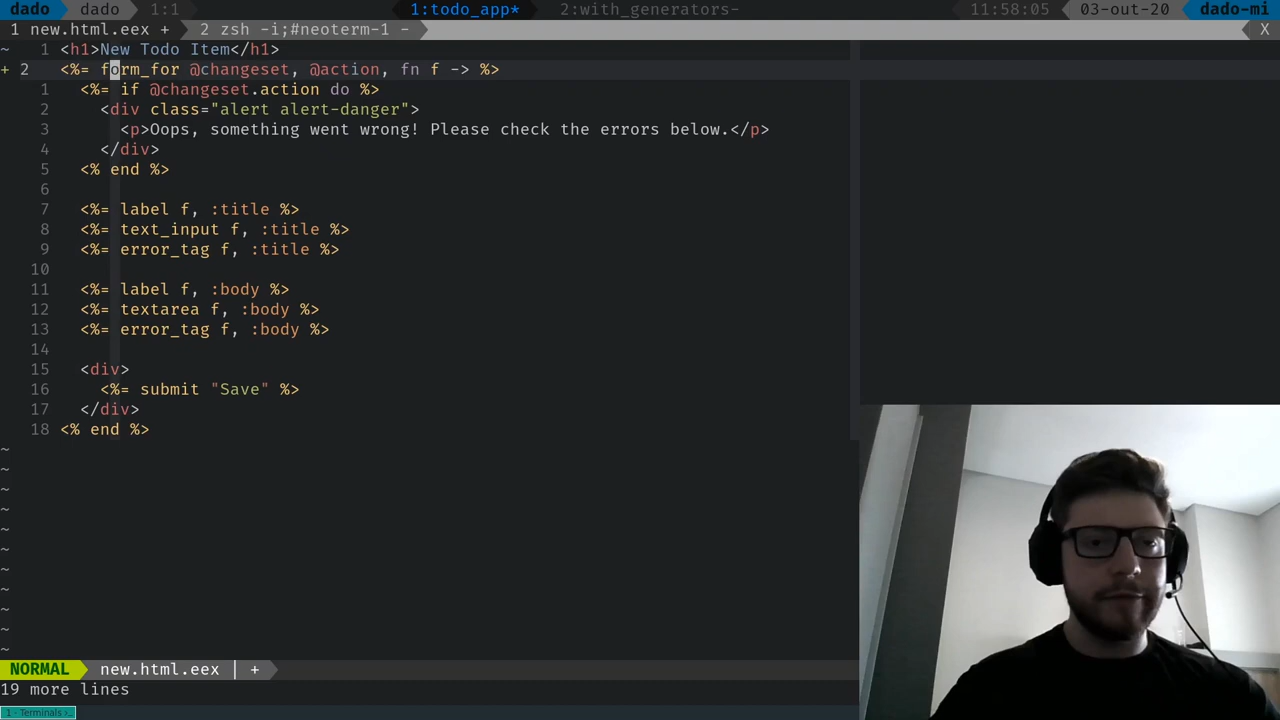 dado dado 1:1 1:todo_app* 2:with_generators- 11:58:05 03-out-20 dado-mi
1 new.html.eex + 2 zsh -i;#neoterm-1 - X
~ 1 <h1>New Todo Item</h1>
+ 2 <%= form_for @changeset, @action, fn f -> %>
1 <%= if @changeset.action do %>
2 <div class="alert alert-danger">
3 <p>Oops, something went wrong! Please check the errors below.</p>
4 </div>
5 <% end %>
6
7 <%= label f, :title %>
8 <%= text_input f, :title %>
9 <%= error_tag f, :title %>
10
11 <%= label f, :body %>
12 <%= textarea f, :body %>
13 <%= error_tag f, :body %>
14
15 <div>
16 <%= submit "Save" %>
17 </div>
18 <% end %>
~
~
~
~
~
~
~
~
~
~
~
NORMAL new.html.eex | +
19 more lines
1 - Terminals